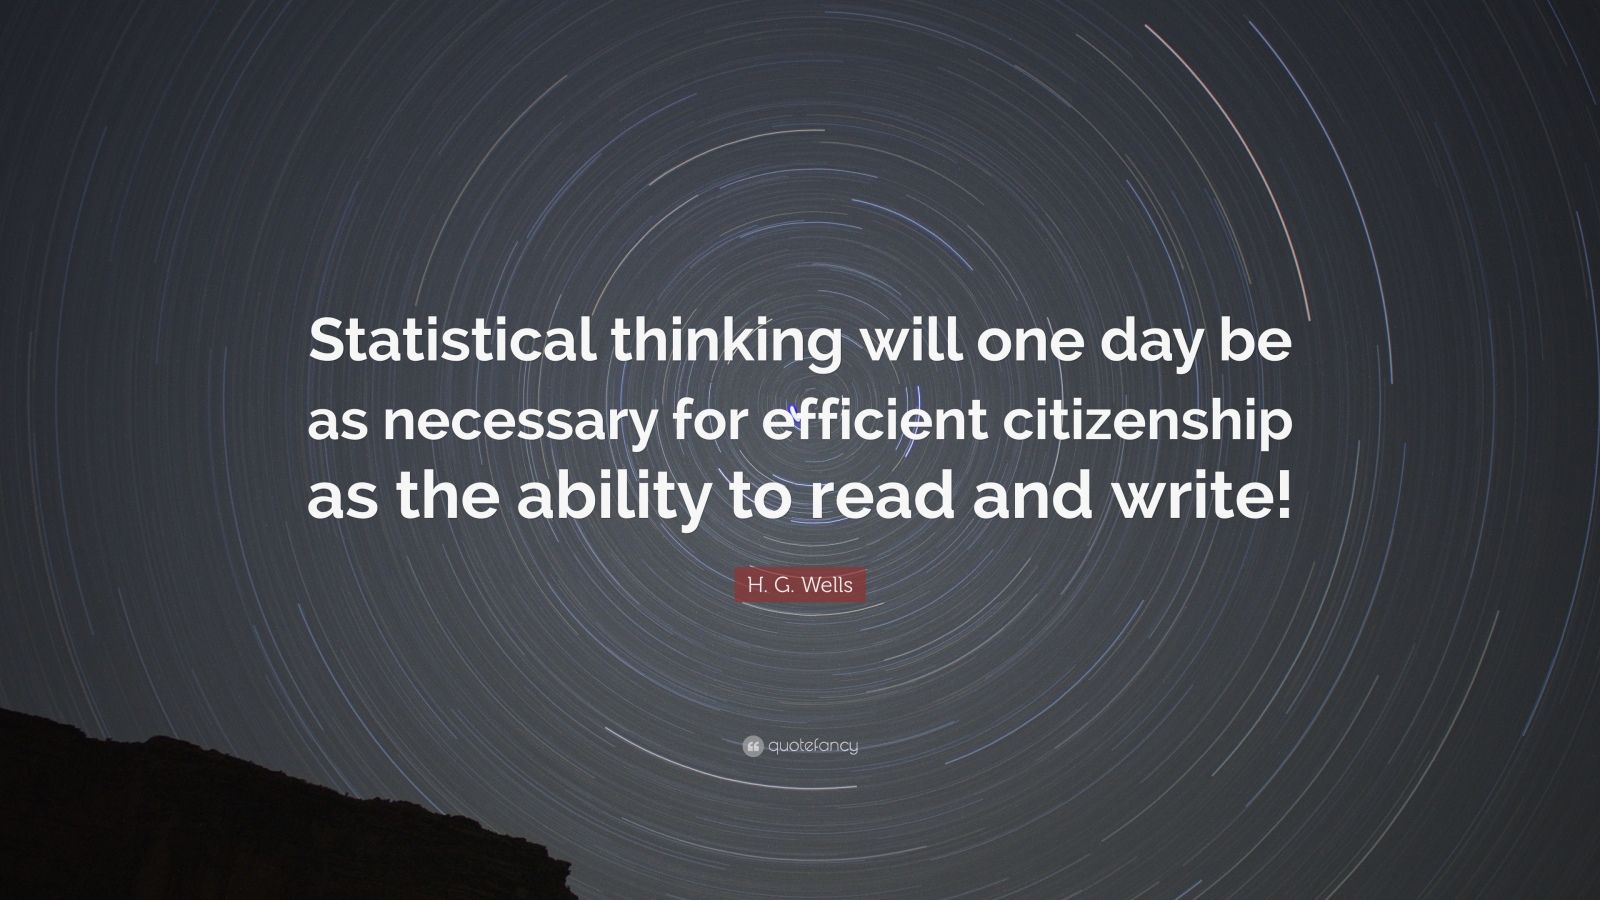 Statistical thinking will one day be
as necessary for efficient citizenship
as the ability to read and write!
H. G. Wells
quotefancy